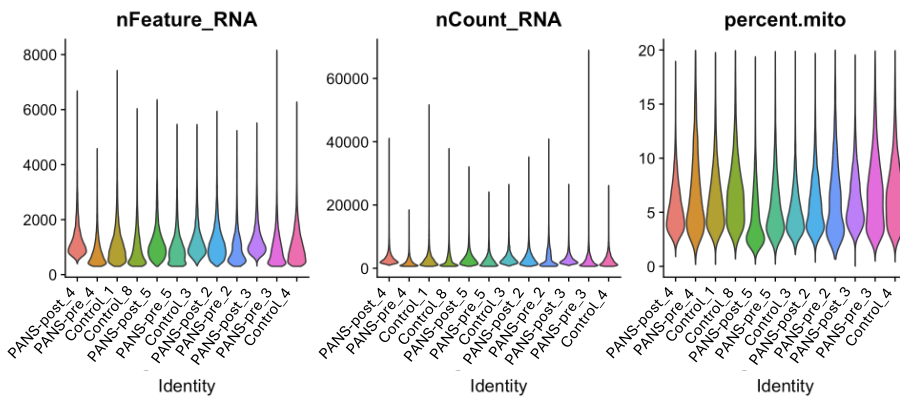 nFeature_RNA
8000
6000
4000
2000
0
PANS-post_4
PANS-pre_4
Control_1
Control_8
PANS-post_5
PANS-pre_5
Control_3
PANS-post_2
PANS-pre_2
PANS-post_3
PANS-pre_3
Control_4
Identity
nCount_RNA
60000
40000
20000
0
PANS-post_4
PANS-pre_4
Control_1
Control_8
PANS-post_5
PANS-pre_5
Control_3
PANS-post_2
PANS-pre_2
PANS-post_3
PANS-pre_3
Control_4
Identity
percent.mito
20
15
10
5
0
PANS-post_4
PANS-pre_4
Control_1
Control_8
PANS-post_5
PANS-pre_5
Control_3
PANS-post_2
PANS-pre_2
PANS-post_3
PANS-pre_3
Control_4
Identity